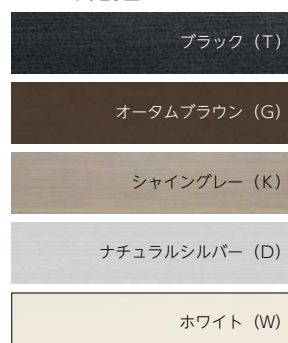 ブラック（T）
オータムブラウン（G）
シャイングレー（K）
ナチュラルシルバー（D）
ホワイト（W）